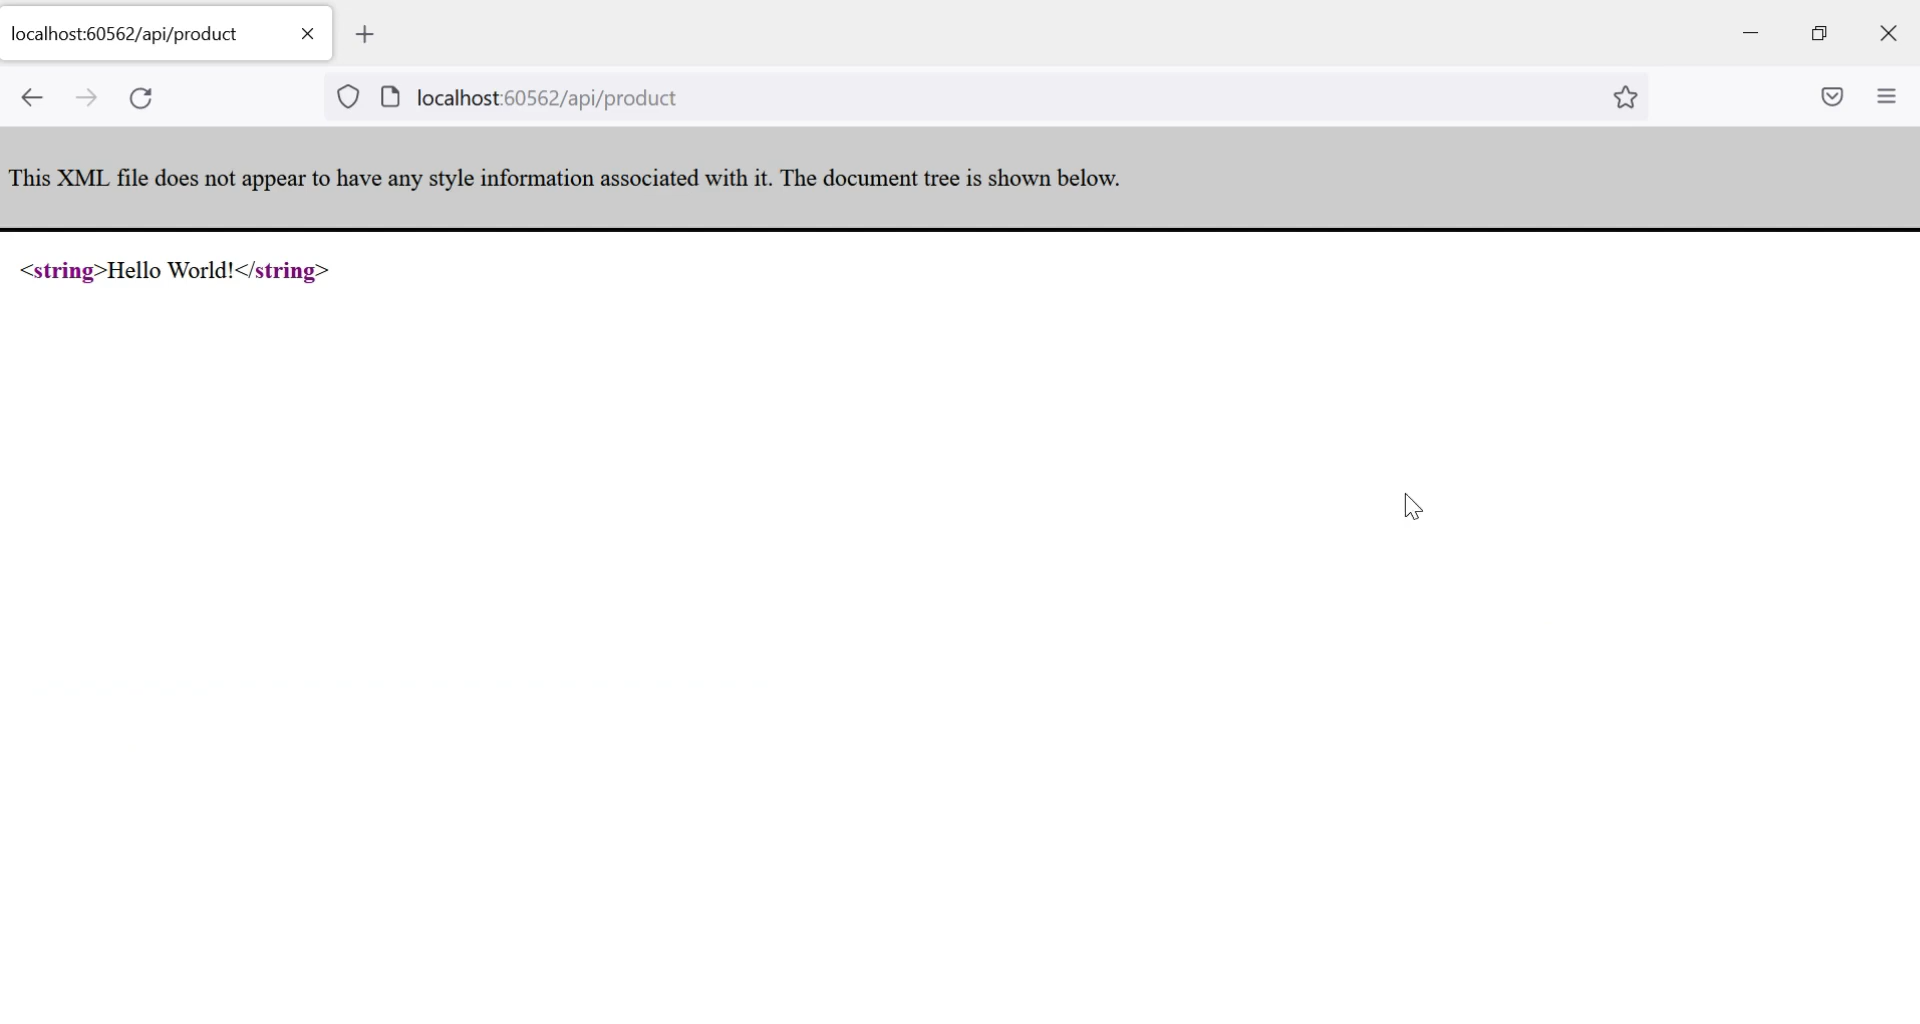 localhost:60562/api/product
localhost:60562/api/product
This XML file does not appear to have any style information associated with it. The document tree is shown below.
<string>Hello World!</string>